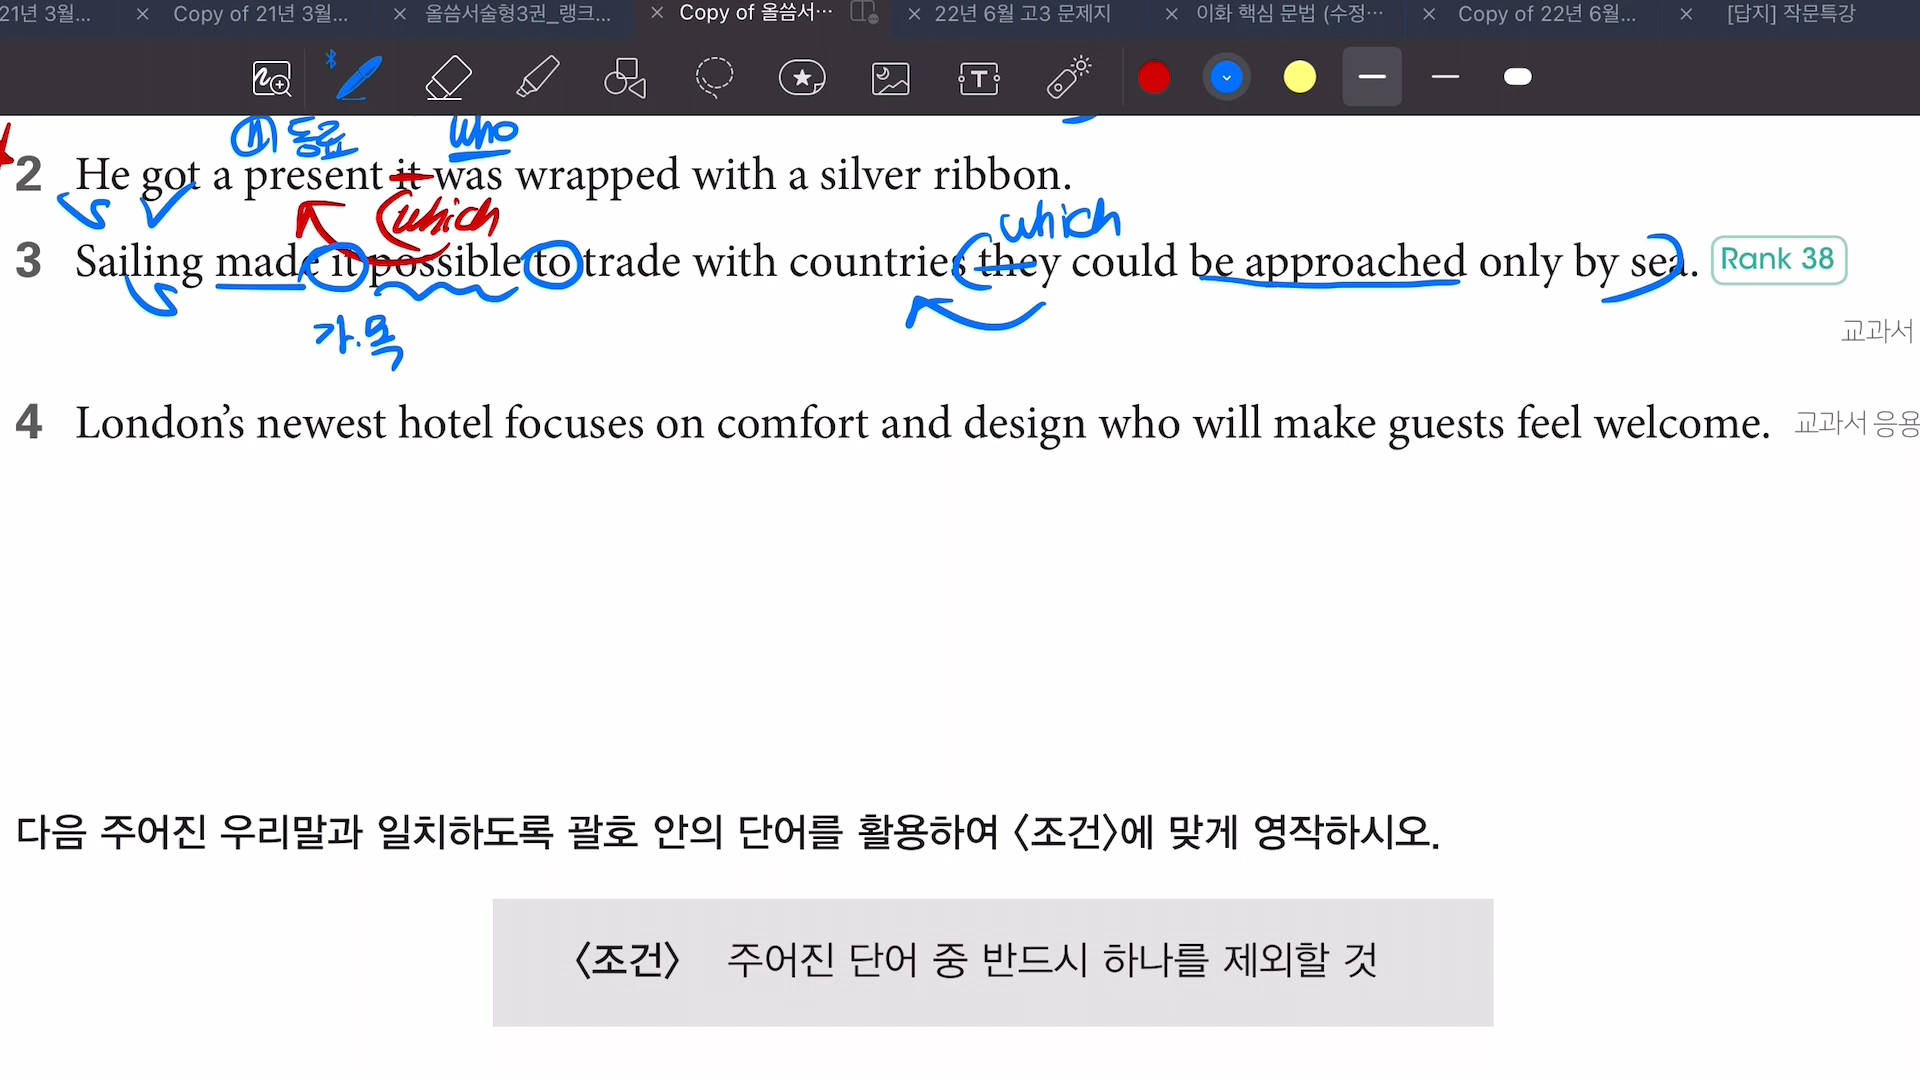 21년 3월... × Copy of 21년 3월... × 올씀서술형3권_랭크... × Copy of 올씀서... × 22년 6월 고3 문제지 × 이화 핵심 문법 (수정... × Copy of 22년 6월... × [답지] 작문특강
동료 who
2 He got a present it was wrapped with a silver ribbon.
which which
3 Sailing made it possible to trade with countries they could be approached only by sea. Rank 38
가.목 교과서
4 London's newest hotel focuses on comfort and design who will make guests feel welcome. 교과서 응용
다음 주어진 우리말과 일치하도록 괄호 안의 단어를 활용하여 〈조건〉에 맞게 영작하시오.
〈조건〉 주어진 단어 중 반드시 하나를 제외할 것